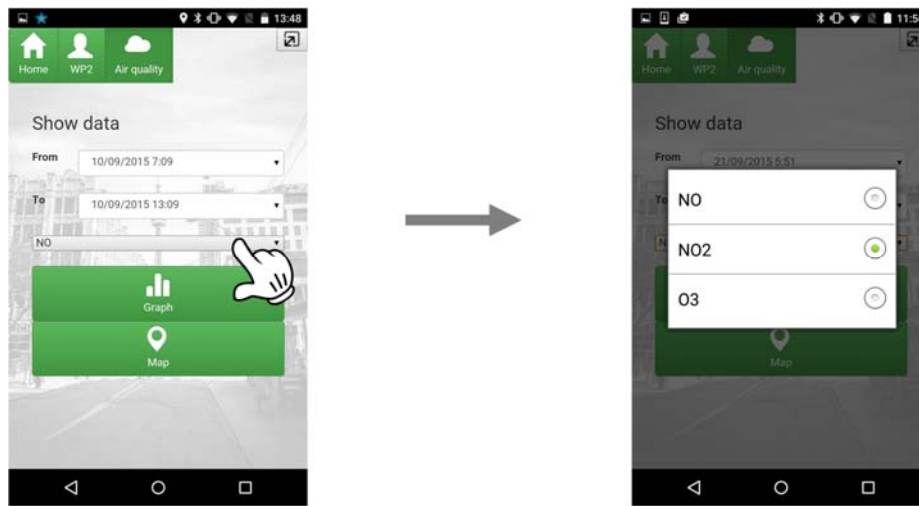 13:48
Home WP2 Air quality
Show data
From 10/09/2015 7:09
To 10/09/2015 13:09
NO
Graph
Map
Home WP2 Air quality
Show data
From 21/09/2015 5:51
To
NO
NO2
O3
Map